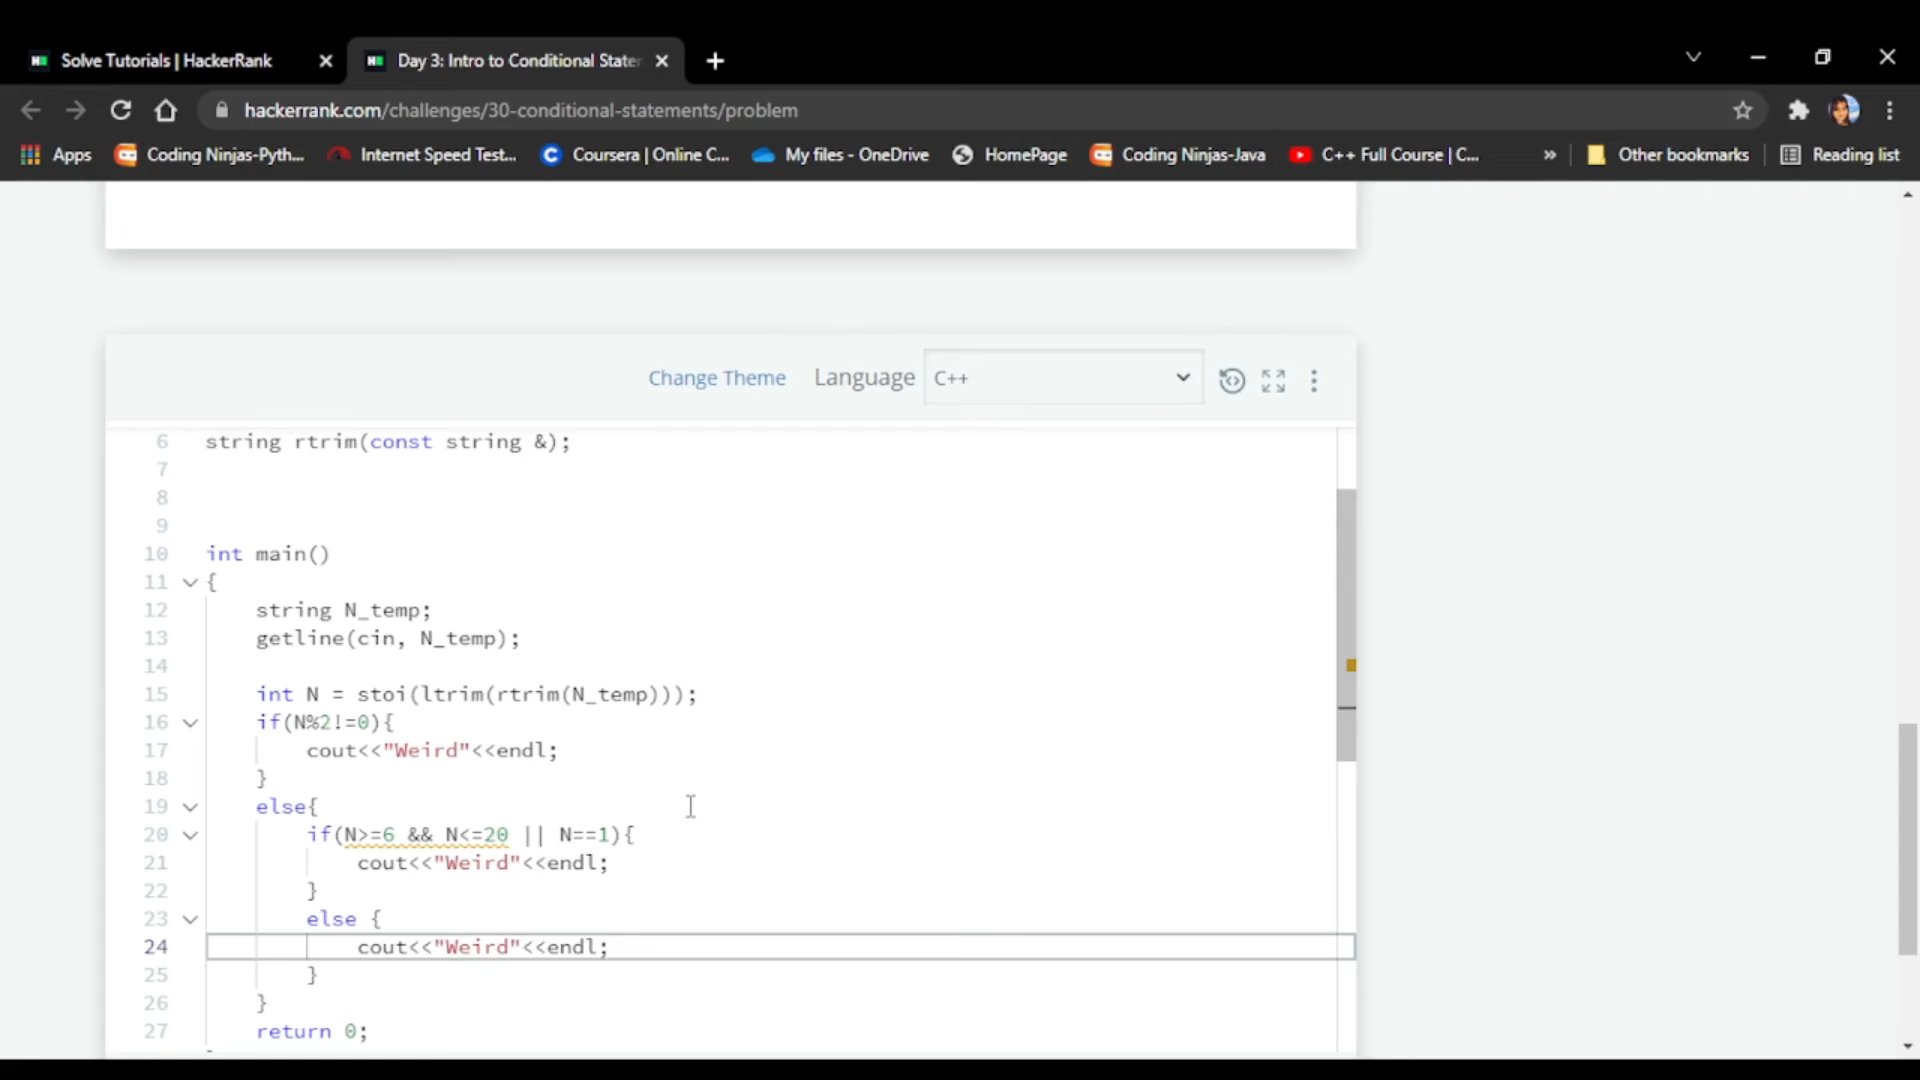 Solve Tutorials | HackerRank
Day 3: Intro to Conditional State
hackerrank.com/challenges/30-conditional-statements/problem
Apps
Coding Ninjas-Pyth...
Internet Speed Test...
Coursera | Online C...
My files - OneDrive
HomePage
Coding Ninjas-Java
C++ Full Course | C...
»
Other bookmarks
Reading list
Change Theme
Language
C++
6 string rtrim(const string &);
7
8
9
10 int main()
11 {
12 string N_temp;
13 getline(cin, N_temp);
14
15 int N = stoi(ltrim(rtrim(N_temp)));
16 if(N%2!=0){
17 cout<<"Weird"<<endl;
18 }
19 else{
20 if(N>=6 && N<=20 || N==1){
21 cout<<"Weird"<<endl;
22 }
23 else {
24 cout<<"Weird"<<endl;
25 }
26 }
27 return 0;